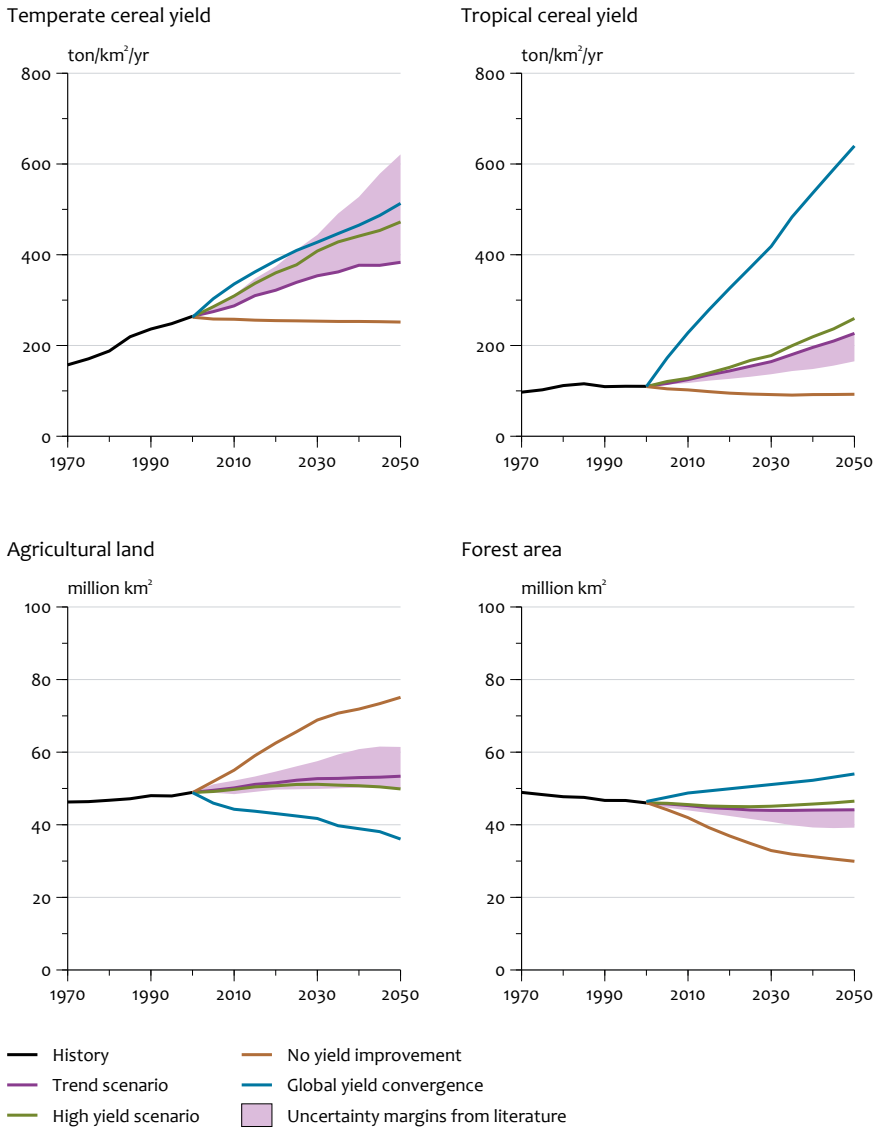 Temperate cereal yield
ton/km²/yr
800
600
400
200
0
1970 1990 2010 2030 2050
Tropical cereal yield
ton/km²/yr
800
600
400
200
0
1970 1990 2010 2030 2050
Agricultural land
million km²
100
80
60
40
20
0
1970 1990 2010 2030 2050
Forest area
million km²
100
80
60
40
20
0
1970 1990 2010 2030 2050
History
Trend scenario
High yield scenario
No yield improvement
Global yield convergence
Uncertainty margins from literature